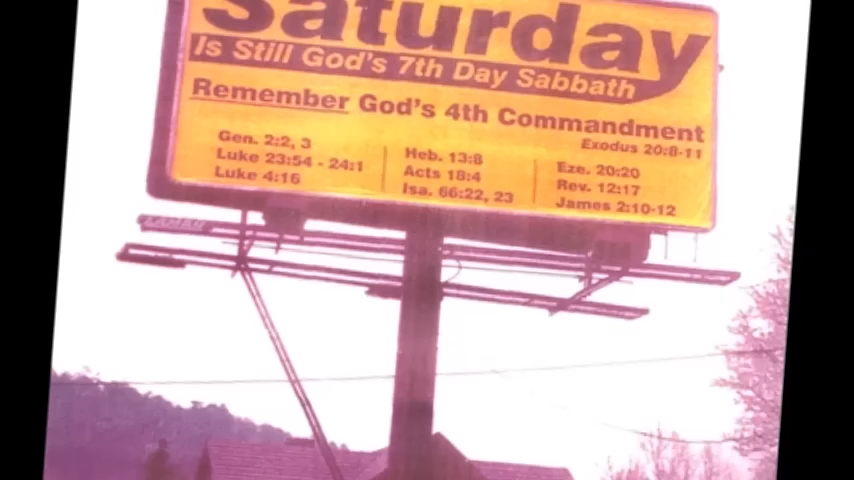 Saturday
Is Still God's 7th Day Sabbath
Remember God's 4th Commandment
Exodus 20:8-11
Gen. 2:2, 3
Luke 23:54 - 24:1
Luke 4:16
Heb. 13:8
Acts 18:4
Isa. 66:22, 23
Eze. 20:20
Rev. 12:17
James 2:10-12
LAMAR